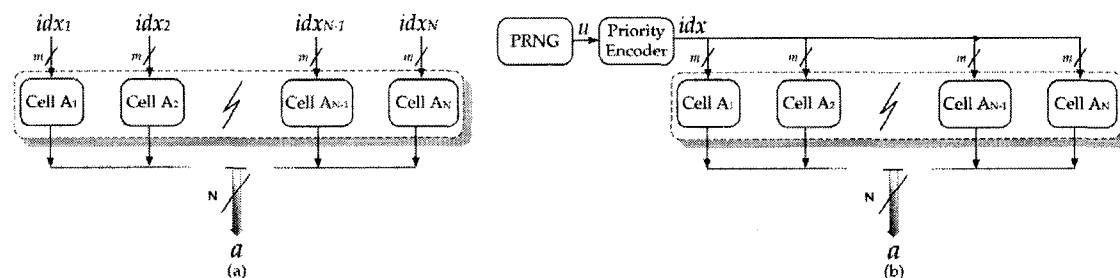 idx1 idx2 idxN-1 idxN
m m m m
Cell A1 Cell A2 Cell AN-1 Cell AN
N
a
(a)
PRNG u Priority Encoder idx
m m m m
Cell A1 Cell A2 Cell AN-1 Cell AN
N
a
(b)